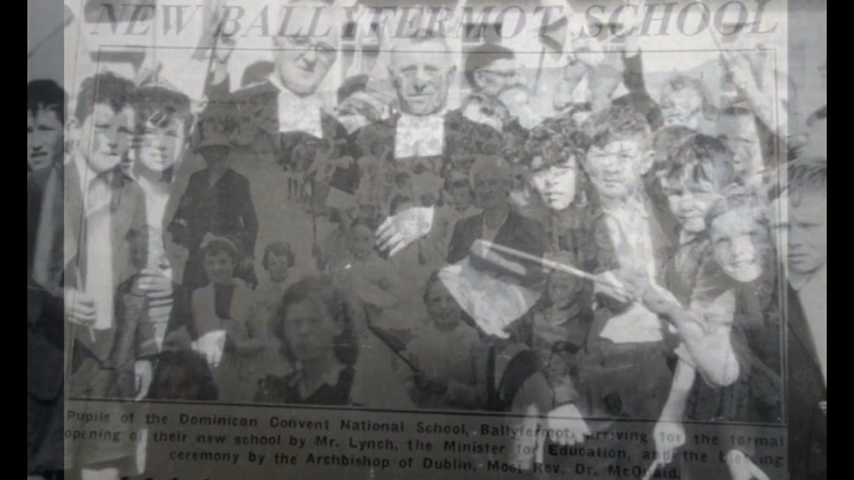 NEW BALLYFERMOT SCHOOL
Pupils of the Dominican Convent National School, Ballyfermot, arriving for the formal
opening of their new school by Mr. Lynch, the Minister for Education, and the blessing
ceremony by the Archbishop of Dublin, Most Rev. Dr. McQuaid.